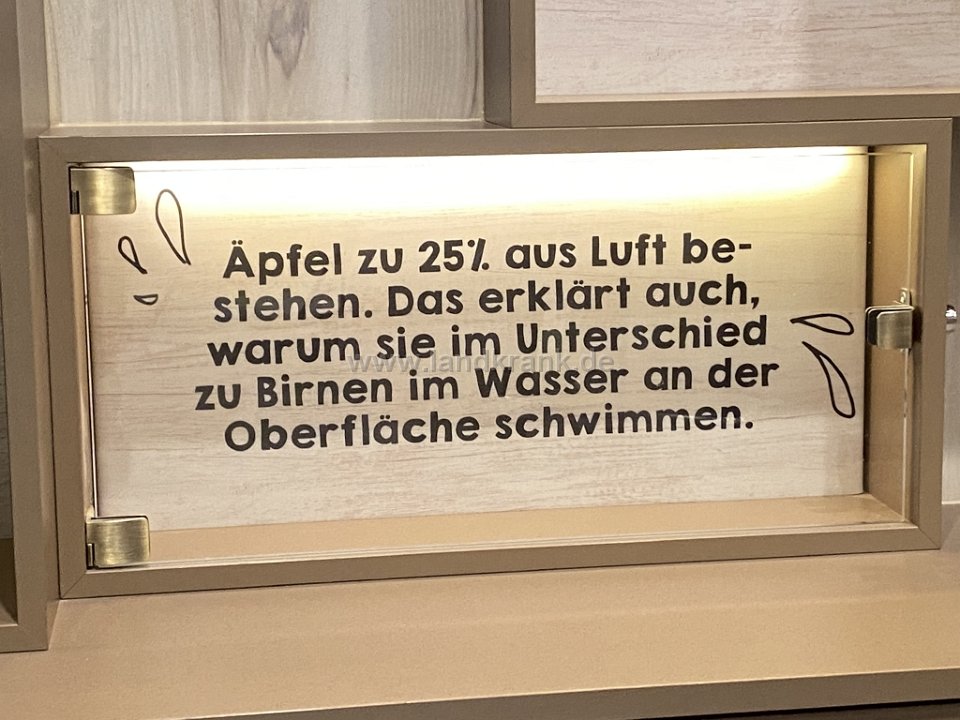 Äpfel zu 25% aus Luft be-
stehen. Das erklärt auch,
warum sie im Unterschied
www.landkrank.de
zu Birnen im Wasser an der
Oberfläche schwimmen.